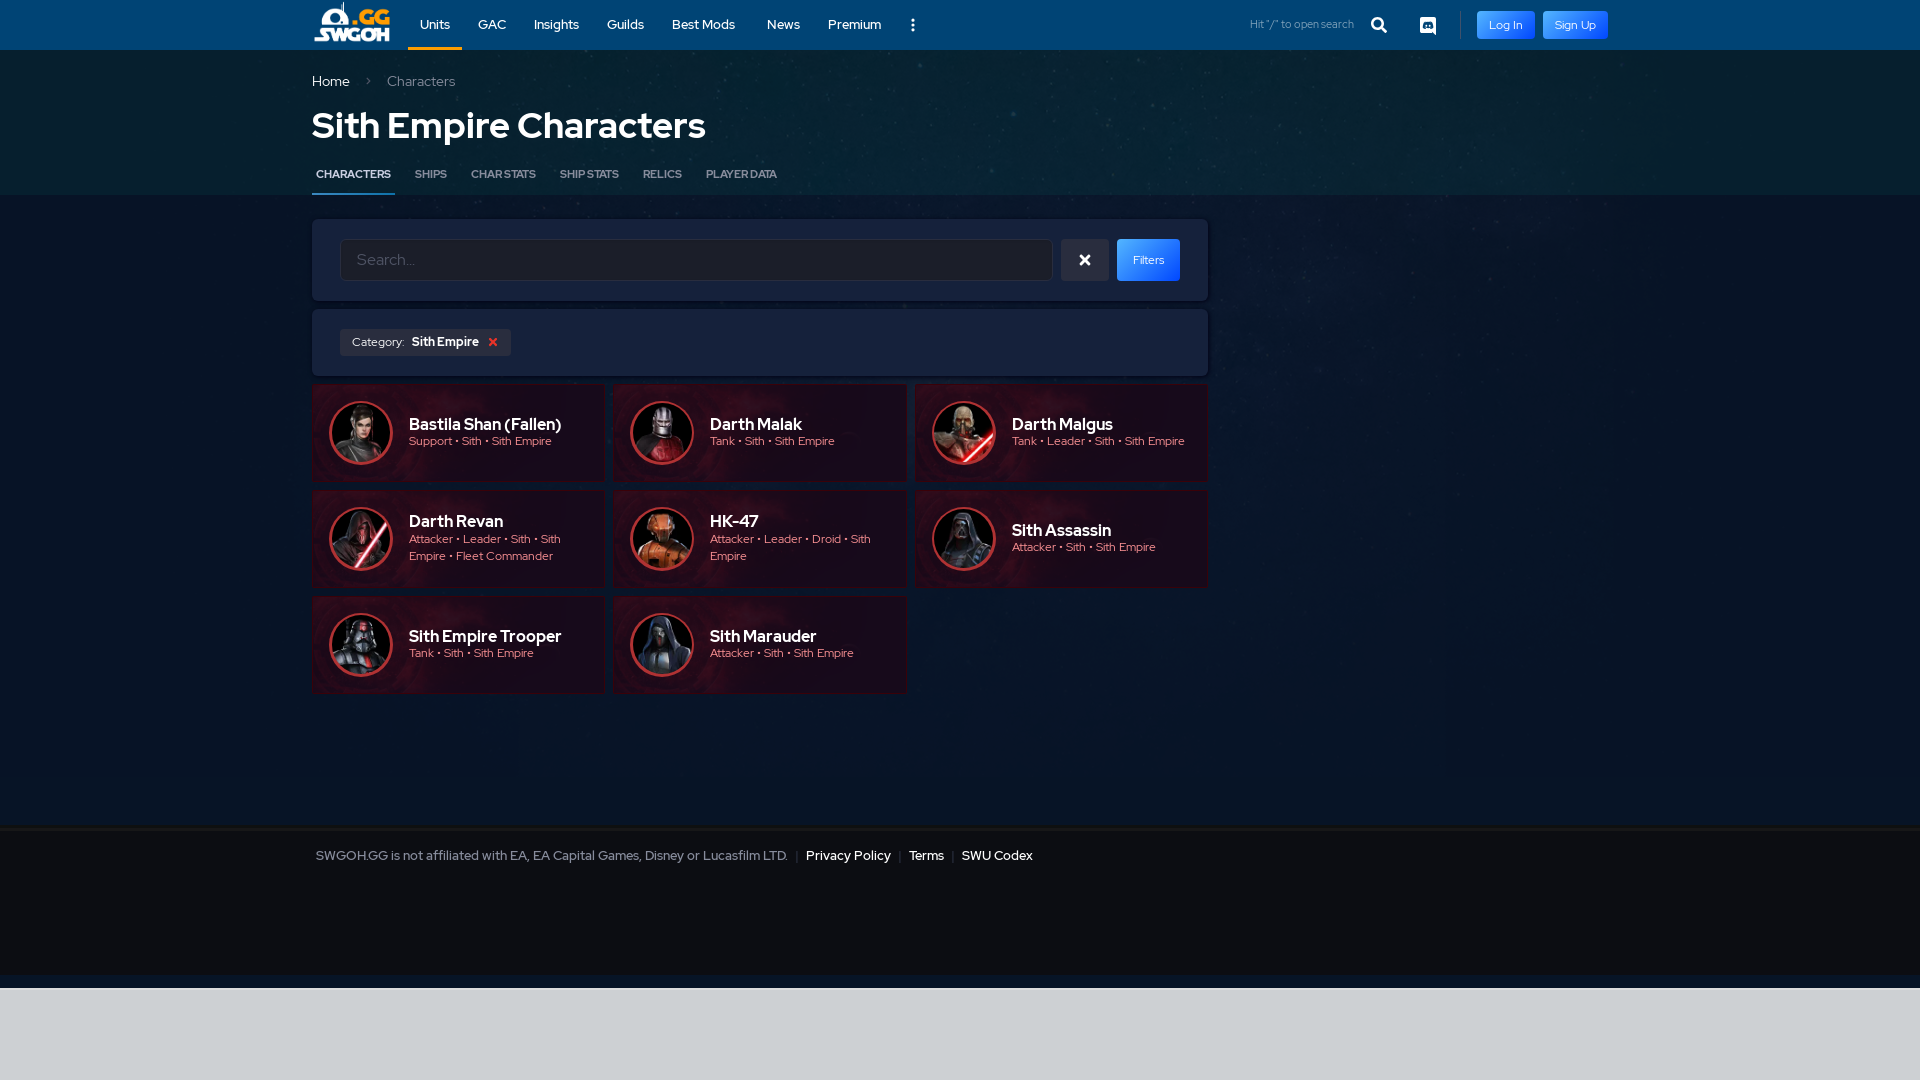 .GG
SWGOH
Units GAC Insights Guilds Best Mods News Premium
Hit "/" to open search
Log In Sign Up
Home Characters
Sith Empire Characters
CHARACTERS SHIPS CHAR STATS SHIP STATS RELICS PLAYER DATA
Search...
Filters
Category: Sith Empire
Bastila Shan (Fallen)
Support • Sith • Sith Empire
Darth Malak
Tank • Sith • Sith Empire
Darth Malgus
Tank • Leader • Sith • Sith Empire
Darth Revan
Attacker • Leader • Sith • Sith
Empire • Fleet Commander
HK-47
Attacker • Leader • Droid • Sith
Empire
Sith Assassin
Attacker • Sith • Sith Empire
Sith Empire Trooper
Tank • Sith • Sith Empire
Sith Marauder
Attacker • Sith • Sith Empire
SWGOH.GG is not affiliated with EA, EA Capital Games, Disney or Lucasfilm LTD. | Privacy Policy | Terms | SWU Codex